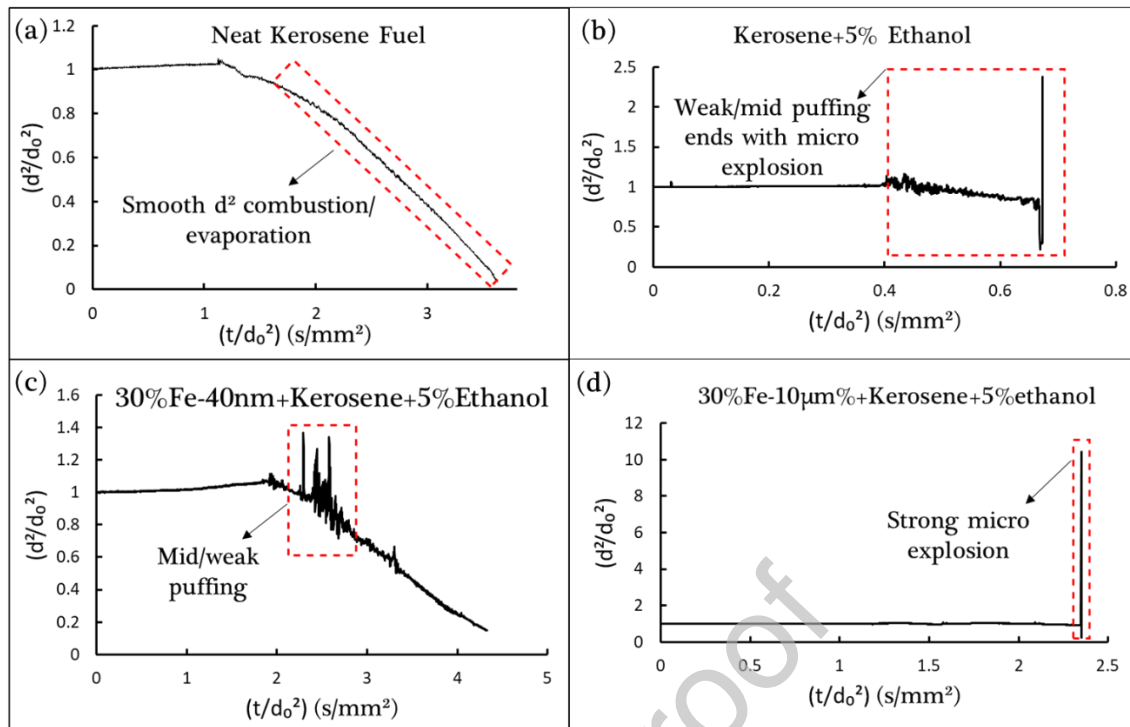 (a)
Neat Kerosene Fuel
1.2
1
0.8
0.6
0.4
0.2
0
(d²/d₀²)
Smooth d² combustion/
evaporation
0 1 2 3
(t/d₀²) (s/mm²)
(b)
Kerosene+5% Ethanol
2.5
2
1.5
1
0.5
0
(d²/d₀²)
Weak/mid puffing
ends with micro
explosion
0 0.2 0.4 0.6 0.8
(t/d₀²) (s/mm²)
(c)
30%Fe-40nm+Kerosene+5%Ethanol
1.6
1.4
1.2
1
0.8
0.6
0.4
0.2
0
(d²/d₀²)
Mid/weak
puffing
0 1 2 3 4 5
(t/d₀²) (s/mm²)
(d)
30%Fe-10µm%+Kerosene+5%ethanol
12
10
8
6
4
2
0
(d²/d₀²)
Strong micro
explosion
0 0.5 1 1.5 2 2.5
(t/d₀²) (s/mm²)
roof